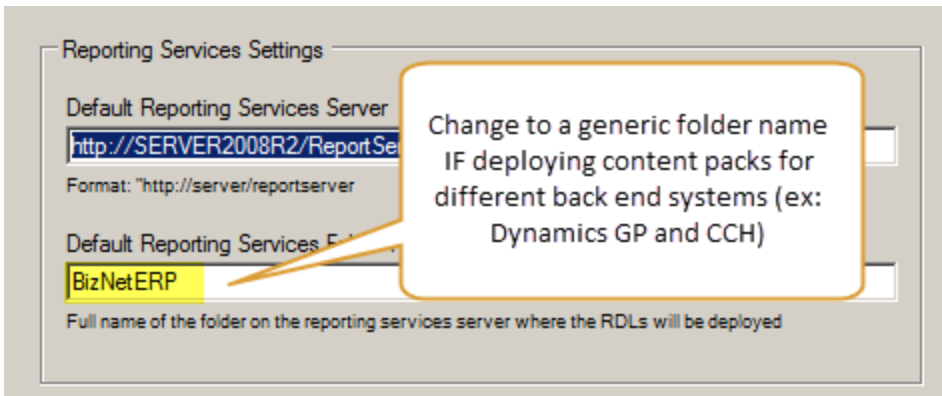 Reporting Services Settings
Default Reporting Services Server
http://SERVER2008R2/ReportSe
Format: "http://server/reportserver
Default Reporting Services
BizNetERP
Full name of the folder on the reporting services server where the RDLs will be deployed
Change to a generic folder name
IF deploying content packs for
different back end systems (ex:
Dynamics GP and CCH)